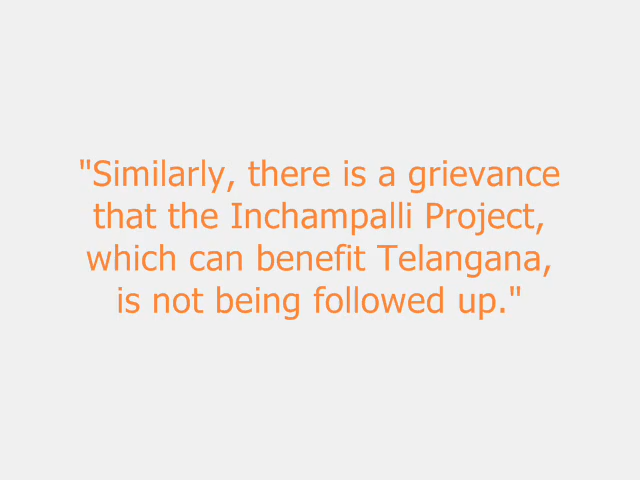 "Similarly, there is a grievance
that the Inchampalli Project,
which can benefit Telangana,
is not being followed up."